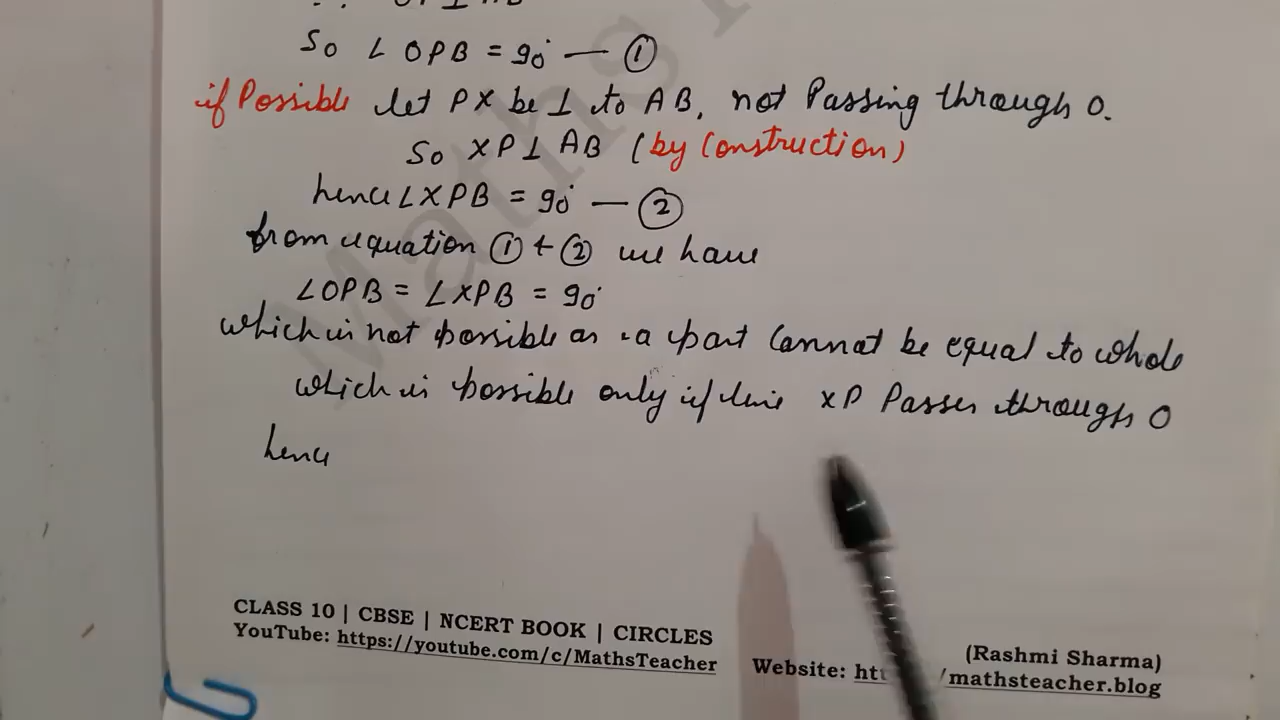 So ∠ OPB = 90° — ①
if Possible let PX be ⊥ to AB, not Passing through O.
So XP ⊥ AB (by Construction)
hence ∠XPB = 90° — ②
from equation ① + ② we have
∠OPB = ∠XPB = 90°
which is not possible as a part Cannot be equal to whole
which is possible only if line XP Passes through O
hence
CLASS 10 | CBSE | NCERT BOOK | CIRCLES
YouTube: https://youtube.com/c/MathsTeacher
(Rashmi Sharma)
Website: /mathsteacher.blog
Maths